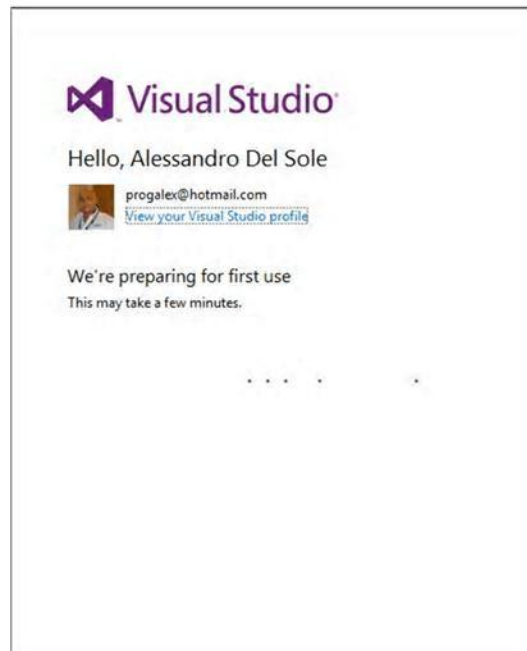 Visual Studio
Hello, Alessandro Del Sole
progalex@hotmail.com
View your Visual Studio profile
We're preparing for first use
This may take a few minutes.